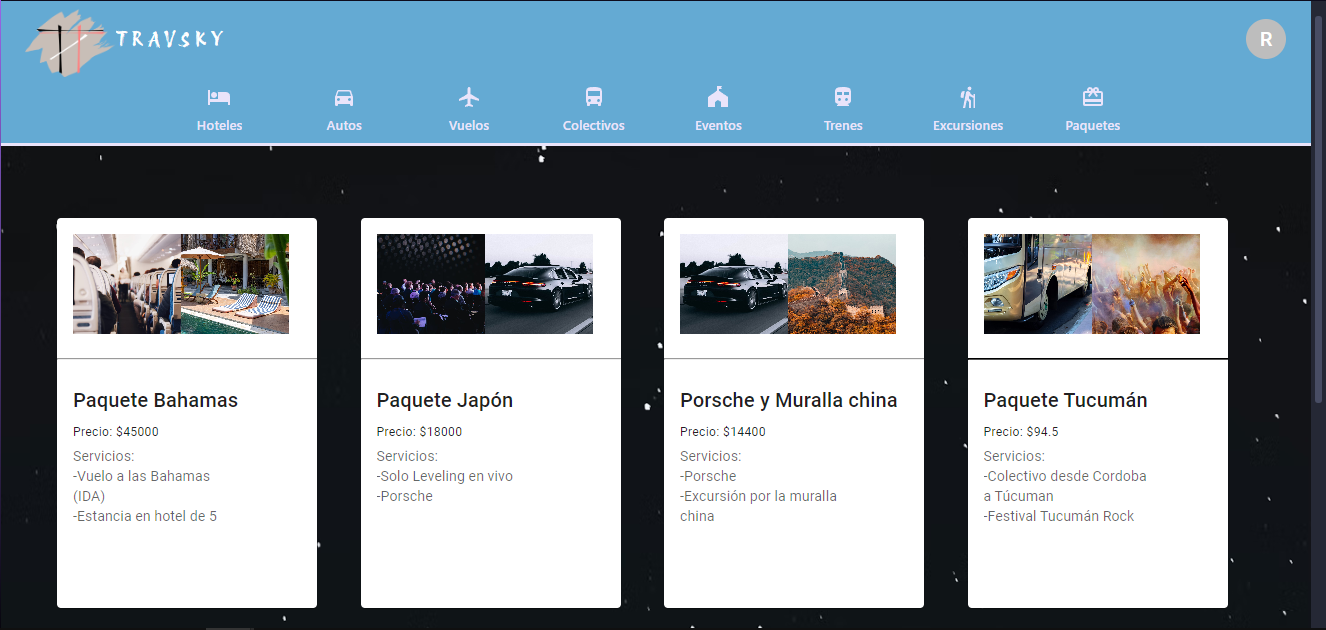 TRAVSKY
R
Hoteles
Autos
Vuelos
Colectivos
Eventos
Trenes
Excursiones
Paquetes
Paquete Bahamas
Precio: $45000
Servicios:
-Vuelo a las Bahamas
(IDA)
-Estancia en hotel de 5
Paquete Japón
Precio: $18000
Servicios:
-Solo Leveling en vivo
-Porsche
Porsche y Muralla china
Precio: $14400
Servicios:
-Porsche
-Excursión por la muralla
china
Paquete Tucumán
Precio: $94.5
Servicios:
-Colectivo desde Cordoba
a Túcuman
-Festival Tucumán Rock